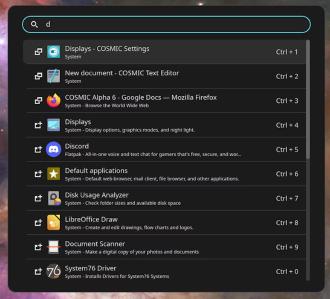 d
Displays - COSMIC Settings
System
Ctrl + 1
New document - COSMIC Text Editor
System
Ctrl + 2
COSMIC Alpha 6 - Google Docs — Mozilla Firefox
System - Browse the World Wide Web
Ctrl + 3
Displays
System - Display options, graphics modes, and night light.
Ctrl + 4
Discord
Flatpak - All-in-one voice and text chat for gamers that's free, secure, and wor...
Ctrl + 5
Default applications
System - Default web browser, mail client, file browser, and other applications.
Ctrl + 6
Disk Usage Analyzer
System - Check folder sizes and available disk space
Ctrl + 7
LibreOffice Draw
System - Create and edit drawings, flow charts and logos.
Ctrl + 8
Document Scanner
System - Make a digital copy of your photos and documents
Ctrl + 9
System76 Driver
System - Installs Drivers for System76 Systems
Ctrl + 0